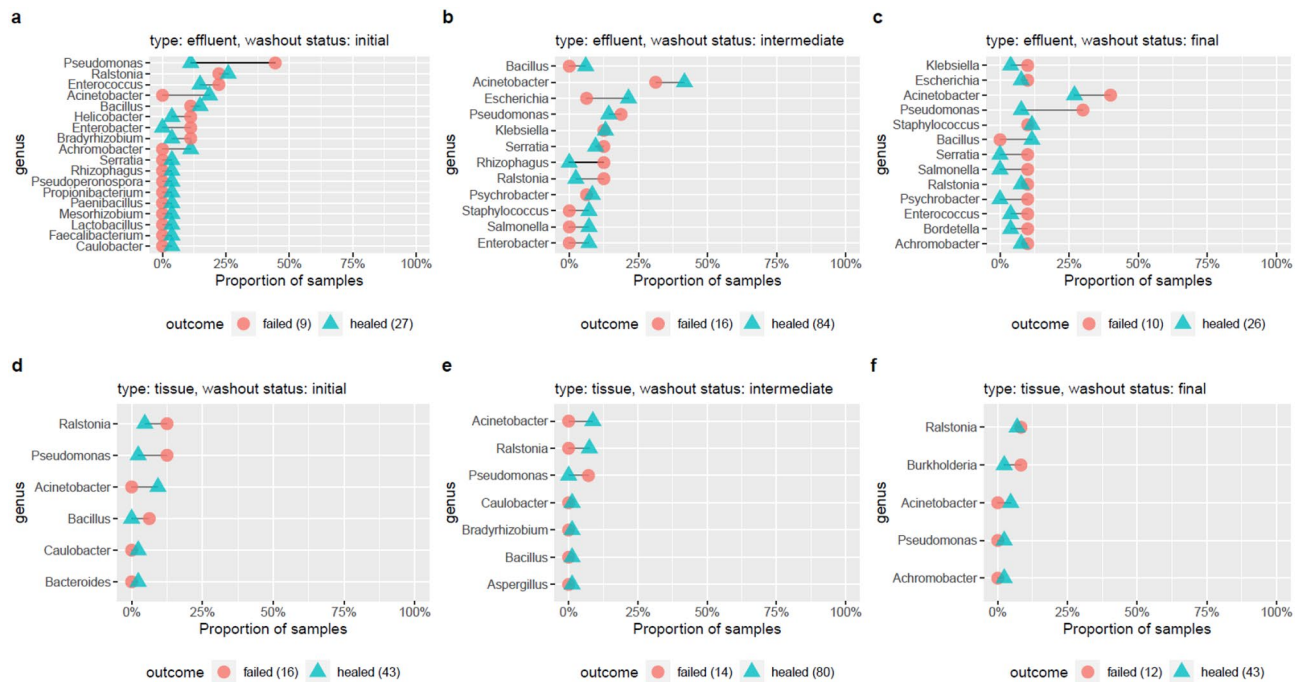 a
type: effluent, washout status: initial
genus
Pseudomonas
Ralstonia
Enterococcus
Acinetobacter
Bacillus
Helicobacter
Enterobacter
Bradyrhizobium
Achromobacter
Serratia
Rhizophagus
Pseudoperonospora
Propionibacterium
Paenibacillus
Mesorhizobium
Lactobacillus
Faecalibacterium
Caulobacter
0% 25% 50% 75% 100%
Proportion of samples
outcome failed (9) healed (27)
b
type: effluent, washout status: intermediate
genus
Bacillus
Acinetobacter
Escherichia
Pseudomonas
Klebsiella
Serratia
Rhizophagus
Ralstonia
Psychrobacter
Staphylococcus
Salmonella
Enterobacter
0% 25% 50% 75% 100%
Proportion of samples
outcome failed (16) healed (84)
c
type: effluent, washout status: final
genus
Klebsiella
Escherichia
Acinetobacter
Pseudomonas
Staphylococcus
Bacillus
Serratia
Salmonella
Ralstonia
Psychrobacter
Enterococcus
Bordetella
Achromobacter
0% 25% 50% 75% 100%
Proportion of samples
outcome failed (10) healed (26)
d
type: tissue, washout status: initial
genus
Ralstonia
Pseudomonas
Acinetobacter
Bacillus
Caulobacter
Bacteroides
0% 25% 50% 75% 100%
Proportion of samples
outcome failed (16) healed (43)
e
type: tissue, washout status: intermediate
genus
Acinetobacter
Ralstonia
Pseudomonas
Caulobacter
Bradyrhizobium
Bacillus
Aspergillus
0% 25% 50% 75% 100%
Proportion of samples
outcome failed (14) healed (80)
f
type: tissue, washout status: final
genus
Ralstonia
Burkholderia
Acinetobacter
Pseudomonas
Achromobacter
0% 25% 50% 75% 100%
Proportion of samples
outcome failed (12) healed (43)